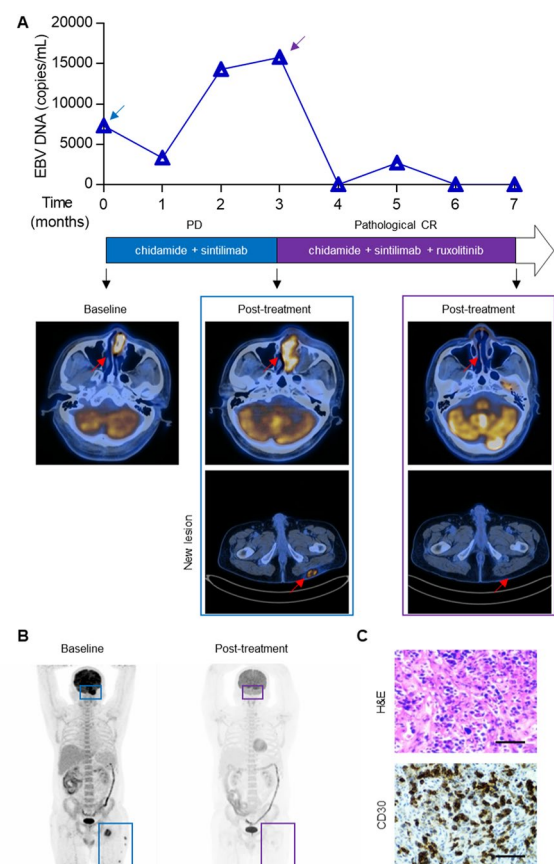 A
EBV DNA (copies/mL)
20000
15000
10000
5000
0
Time
(months)
0 1 2 3 4 5 6 7
PD
Pathological CR
chidamide + sintilimab
chidamide + sintilimab + ruxolitinib
Baseline
Post-treatment
Post-treatment
New lesion
B
Baseline
Post-treatment
C
H&E
CD30